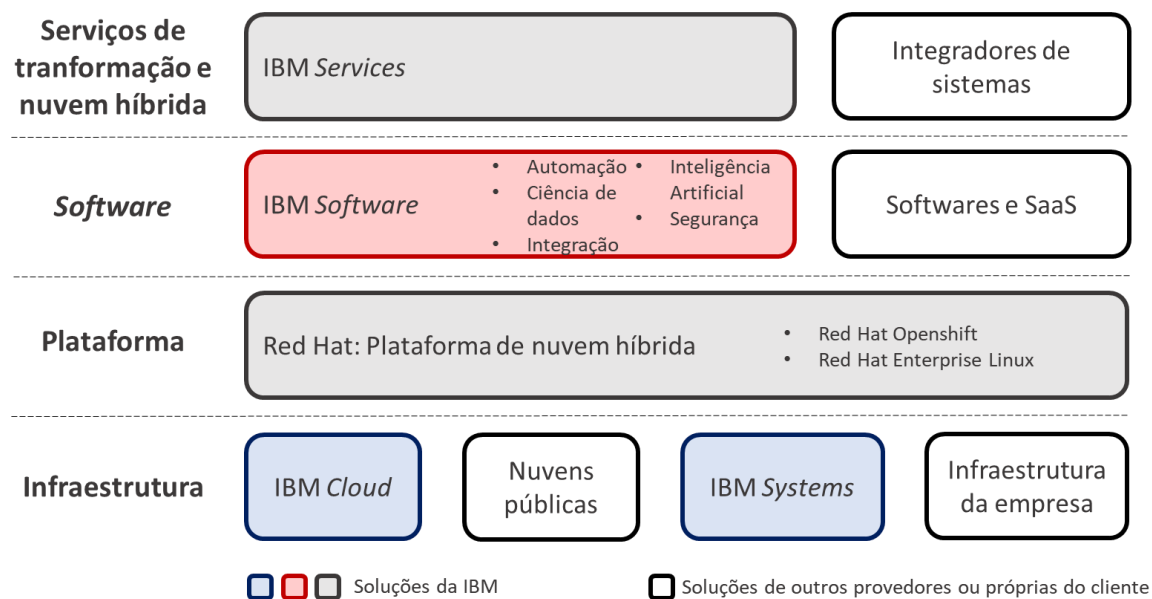 Serviços de
tranformação e
nuvem híbrida
IBM Services
Integradores de
sistemas
Software
IBM Software
• Automação
• Ciência de
dados
• Integração
• Inteligência
Artificial
• Segurança
Softwares e SaaS
Plataforma
Red Hat: Plataforma de nuvem híbrida
• Red Hat Openshift
• Red Hat Enterprise Linux
Infraestrutura
IBM Cloud
Nuvens
públicas
IBM Systems
Infraestrutura
da empresa
Soluções da IBM
Soluções de outros provedores ou próprias do cliente